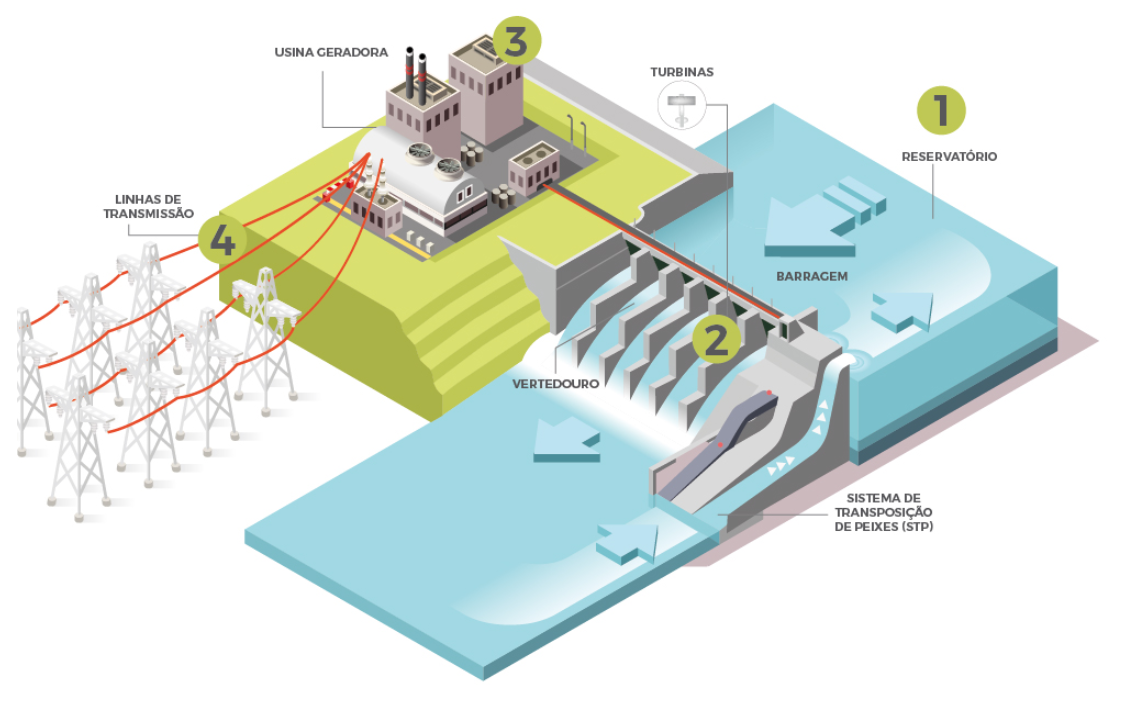 3
USINA GERADORA
TURBINAS
1
RESERVATÓRIO
LINHAS DE
TRANSMISSÃO
4
BARRAGEM
2
VERTEDOURO
SISTEMA DE
TRANSPOSIÇÃO
DE PEIXES (STP)